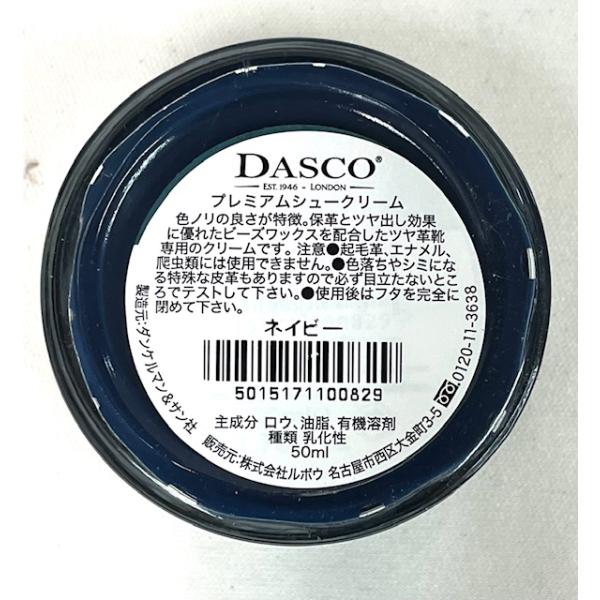 DASCO®
EST. 1946 - LONDON
プレミアムシュークリーム
色ノリの良さが特徴。保革とツヤ出し効果
に優れたビーズワックスを配合したツヤ革靴
専用のクリームです。注意●起毛革、エナメル、
爬虫類には使用できません。●色落ちやシミにな
る特殊な皮革もありますので必ず目立たないとこ
ろでテストして下さい。●使用後はフタを完全に
閉めて下さい。
ネイビー
5015171100829
主成分 ロウ、油脂、有機溶剤
種類 乳化性
50ml
製造元:ダンケルマン&サン社
販売元:株式会社ルボウ 名古屋市西区大金町3-5 0120-11-3638